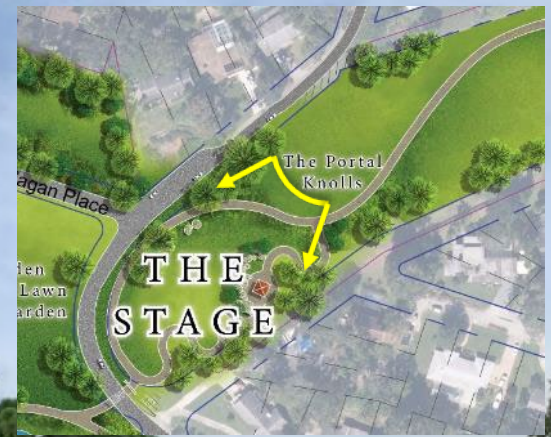 The Portal
Knolls
agan Place
THE
STAGE
den
Lawn
arden